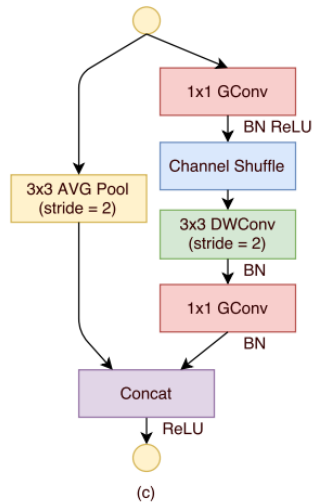 1x1 GConv
BN ReLU
Channel Shuffle
3x3 AVG Pool
(stride = 2)
3x3 DWConv
(stride = 2)
BN
1x1 GConv
BN
Concat
ReLU
(c)